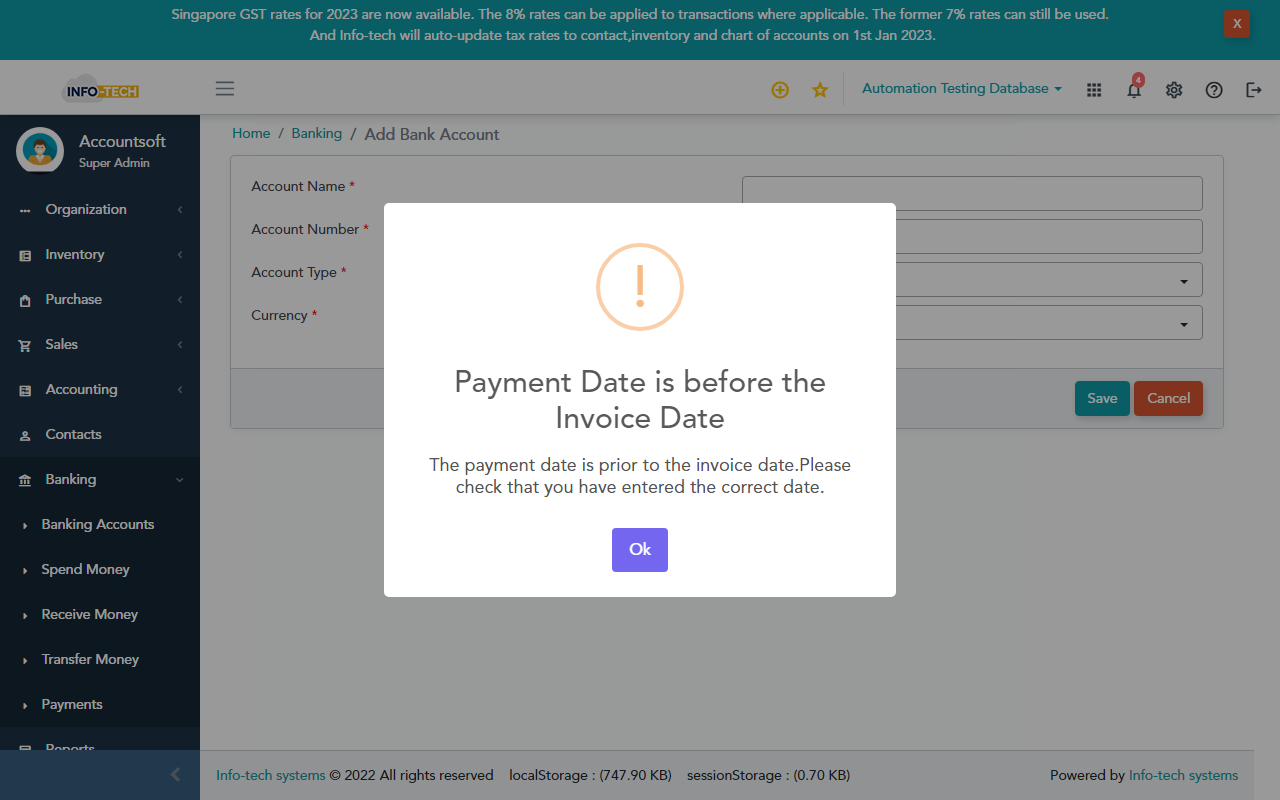 Singapore GST rates for 2023 are now available. The 8% rates can be applied to transactions where applicable. The former 7% rates can still be used.
And Info-tech will auto-update tax rates to contact,inventory and chart of accounts on 1st Jan 2023.
X
INFO-TECH
Automation Testing Database
4
Accountsoft
Super Admin
Home / Banking / Add Bank Account
Organization
Inventory
Purchase
Sales
Accounting
Contacts
Banking
Banking Accounts
Spend Money
Receive Money
Transfer Money
Payments
Reports
Account Name *
Account Number *
Account Type *
Currency *
Save
Cancel
!
Payment Date is before the
Invoice Date
The payment date is prior to the invoice date.Please
check that you have entered the correct date.
Ok
Info-tech systems © 2022 All rights reserved localStorage : (747.90 KB) sessionStorage : (0.70 KB)
Powered by Info-tech systems